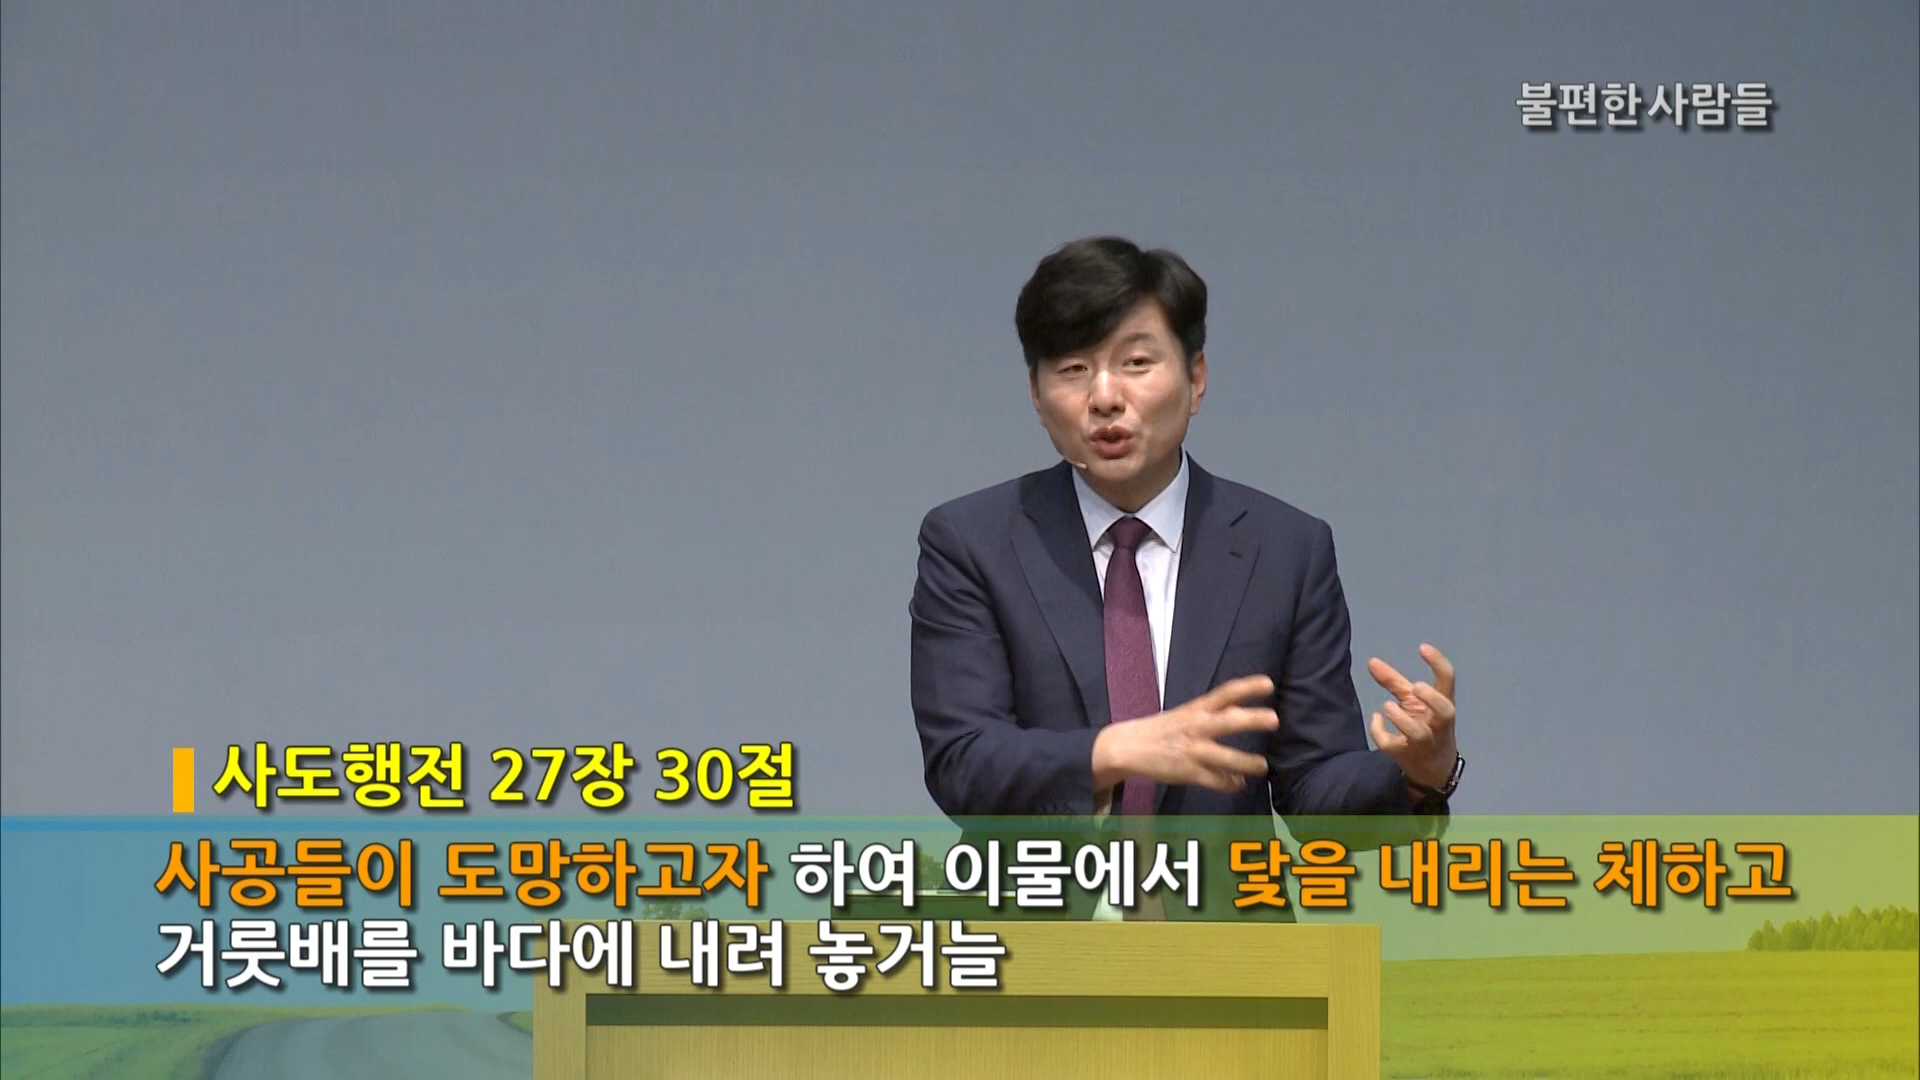 불편한 사람들
사도행전 27장 30절
사공들이 도망하고자 하여 이물에서 닻을 내리는 체하고
거룻배를 바다에 내려 놓거늘